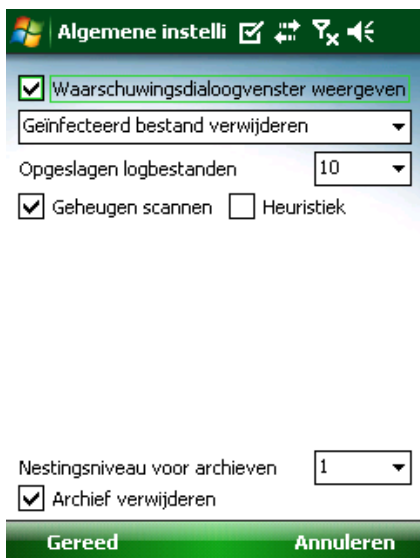 Algemene instelli
Waarschuwingsdialoogvenster weergeven
Geïnfecteerd bestand verwijderen
Opgeslagen logbestanden 10
Geheugen scannen Heuristiek
Nestingsniveau voor archieven 1
Archief verwijderen
Gereed Annuleren